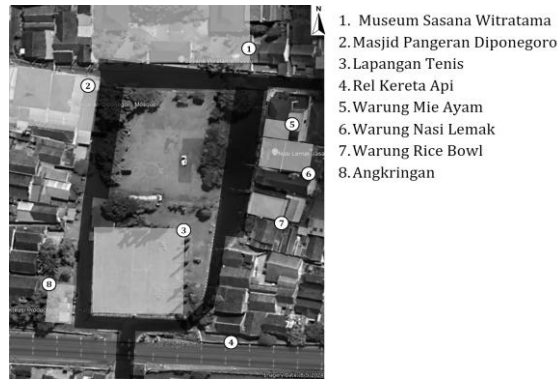 N
1. Museum Sasana Witratama
2. Masjid Pangeran Diponegoro
3. Lapangan Tenis
4. Rel Kereta Api
5. Warung Mie Ayam
6. Warung Nasi Lemak
7. Warung Rice Bowl
8. Angkringan
1
2
5
6
7
3
8
4